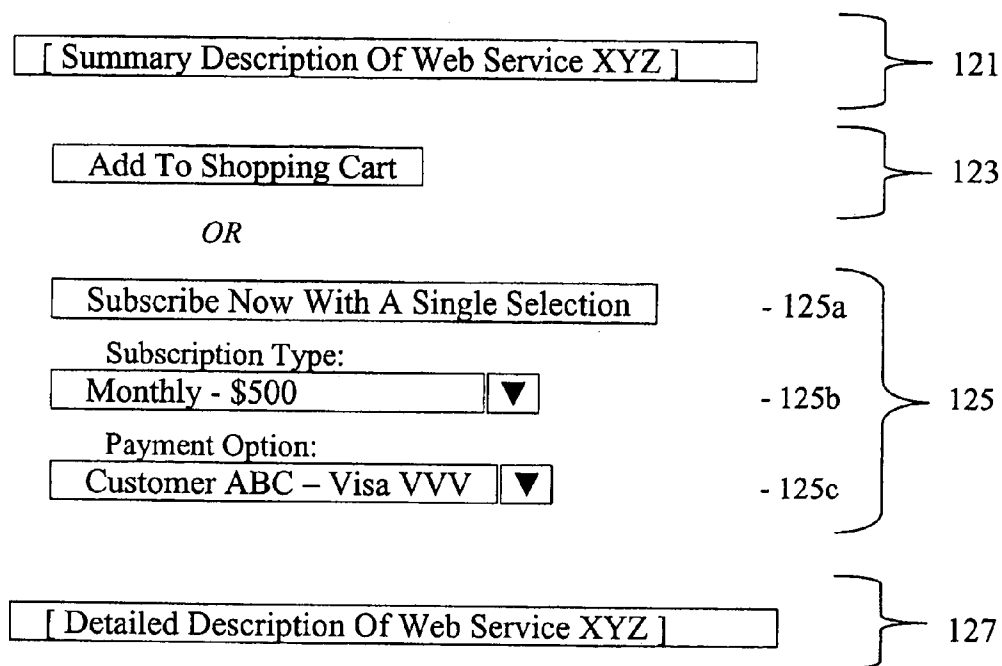 [ Summary Description Of Web Service XYZ ] 121
Add To Shopping Cart 123
OR
Subscribe Now With A Single Selection - 125a
Subscription Type:
Monthly - $500 ▼ - 125b 125
Payment Option:
Customer ABC – Visa VVV ▼ - 125c
[ Detailed Description Of Web Service XYZ ] 127